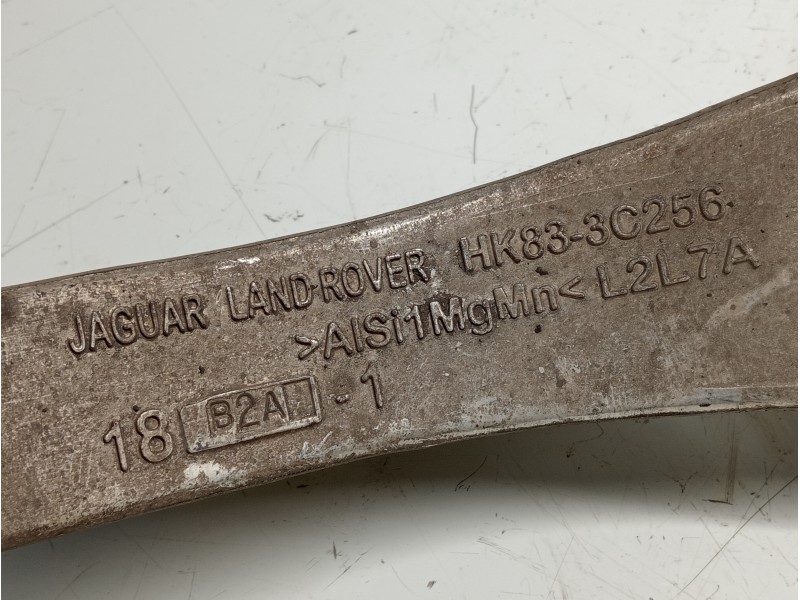 JAGUAR LAND-ROVER HK83-3C256
>AlSi1MgMn< L2L7A
18 B2A -1